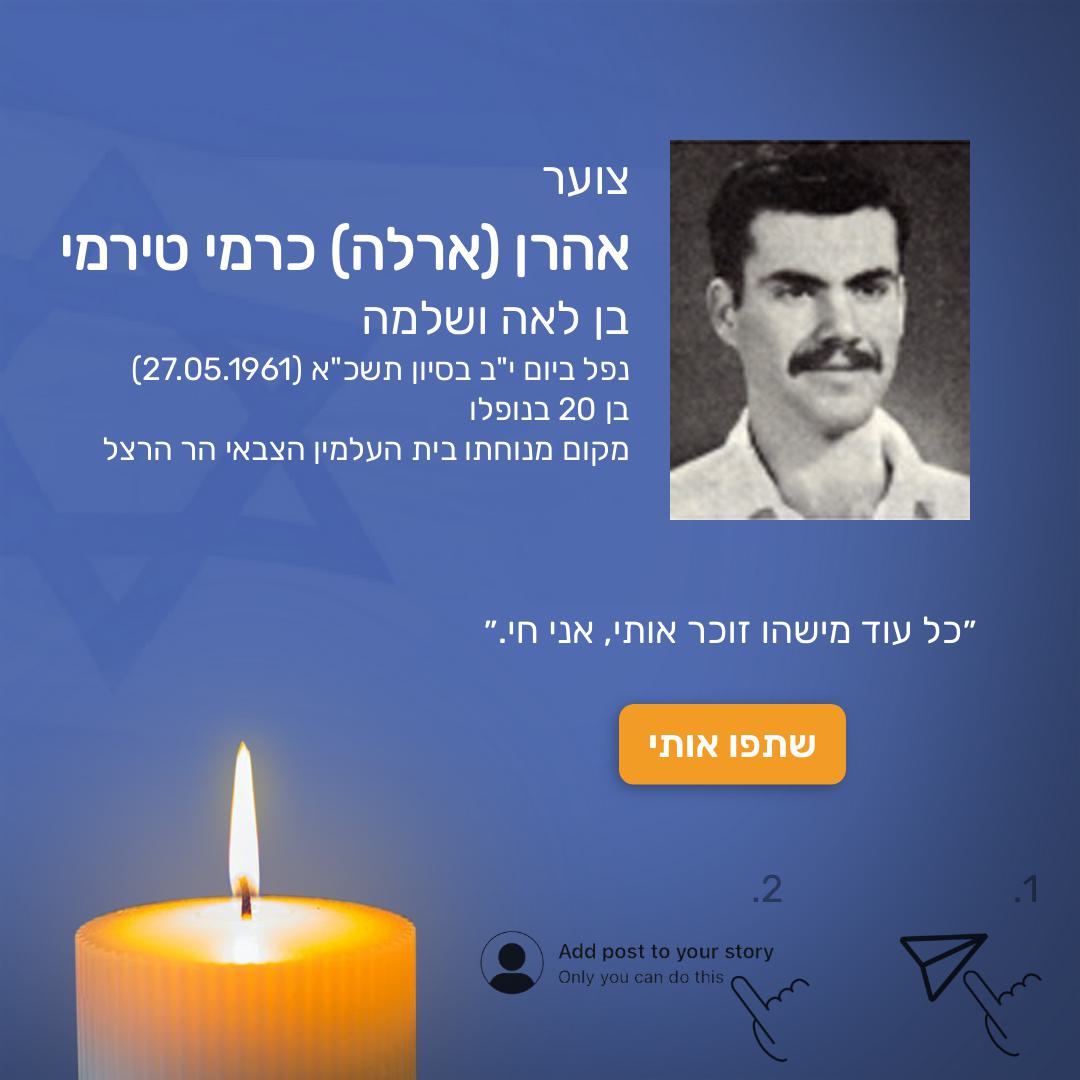 צוער
אהרן (ארלה) כרמי טירמי
בן לאה ושלמה
נפל ביום י"ב בסיון תשכ"א (27.05.1961)
בן 20 בנופלו
מקום מנוחתו בית העלמין הצבאי הר הרצל
״כל עוד מישהו זוכר אותי, אני חי.״
שתפו אותי
1.
2.
Add post to your story
Only you can do this